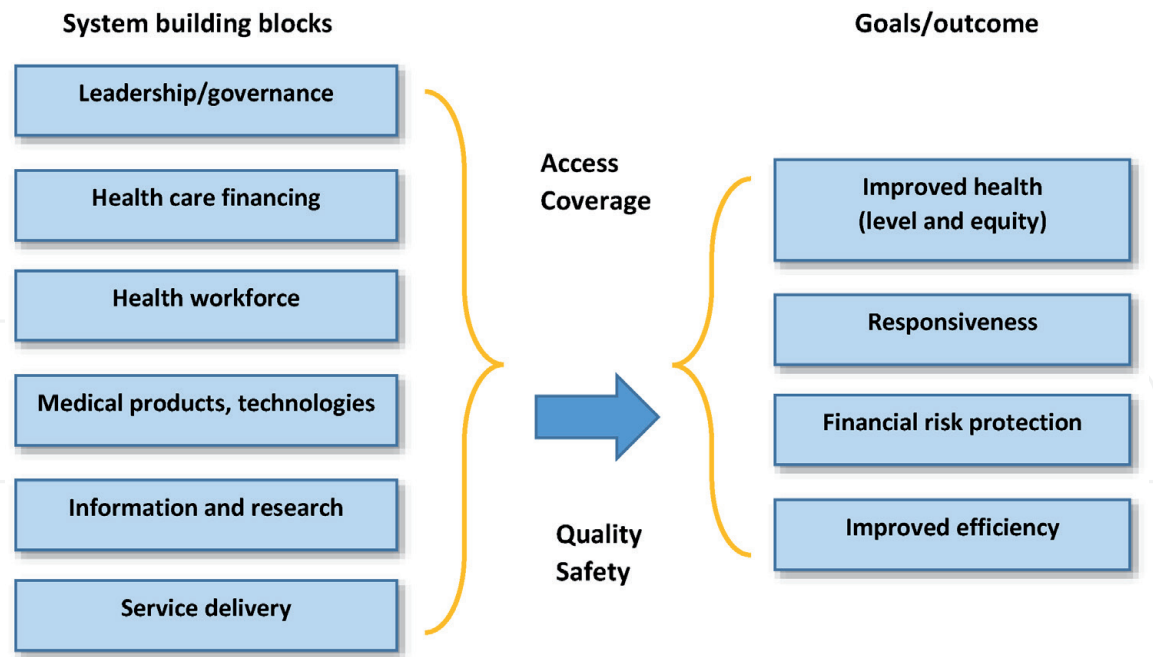 System building blocks
Leadership/governance
Health care financing
Health workforce
Medical products, technologies
Information and research
Service delivery
Access
Coverage
Quality
Safety
Goals/outcome
Improved health
(level and equity)
Responsiveness
Financial risk protection
Improved efficiency